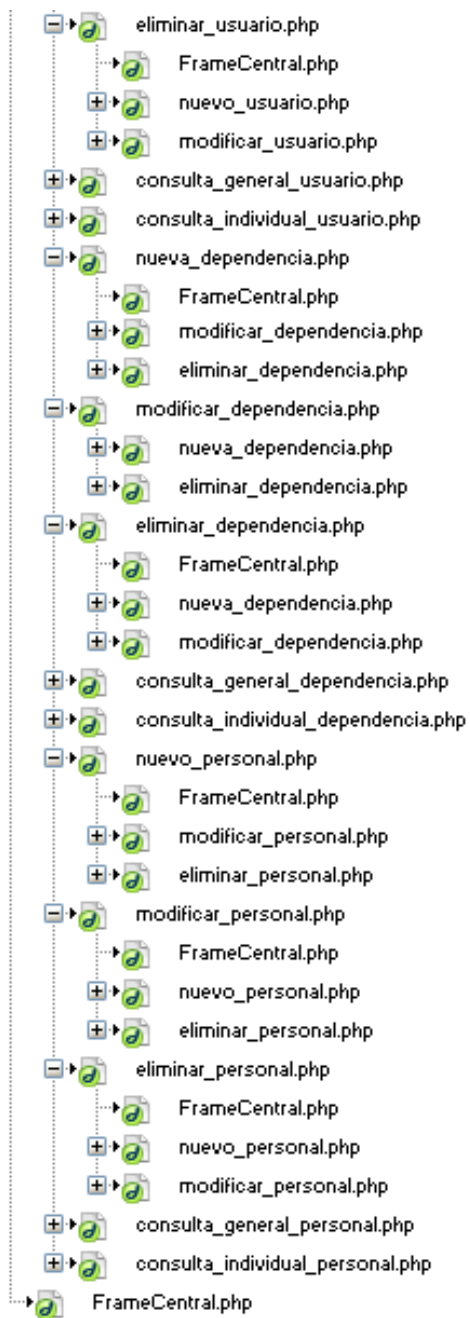 eliminar_usuario.php
FrameCentral.php
nuevo_usuario.php
modificar_usuario.php
consulta_general_usuario.php
consulta_individual_usuario.php
nueva_dependencia.php
FrameCentral.php
modificar_dependencia.php
eliminar_dependencia.php
modificar_dependencia.php
nueva_dependencia.php
eliminar_dependencia.php
eliminar_dependencia.php
FrameCentral.php
nueva_dependencia.php
modificar_dependencia.php
consulta_general_dependencia.php
consulta_individual_dependencia.php
nuevo_personal.php
FrameCentral.php
modificar_personal.php
eliminar_personal.php
modificar_personal.php
FrameCentral.php
nuevo_personal.php
eliminar_personal.php
eliminar_personal.php
FrameCentral.php
nuevo_personal.php
modificar_personal.php
consulta_general_personal.php
consulta_individual_personal.php
FrameCentral.php